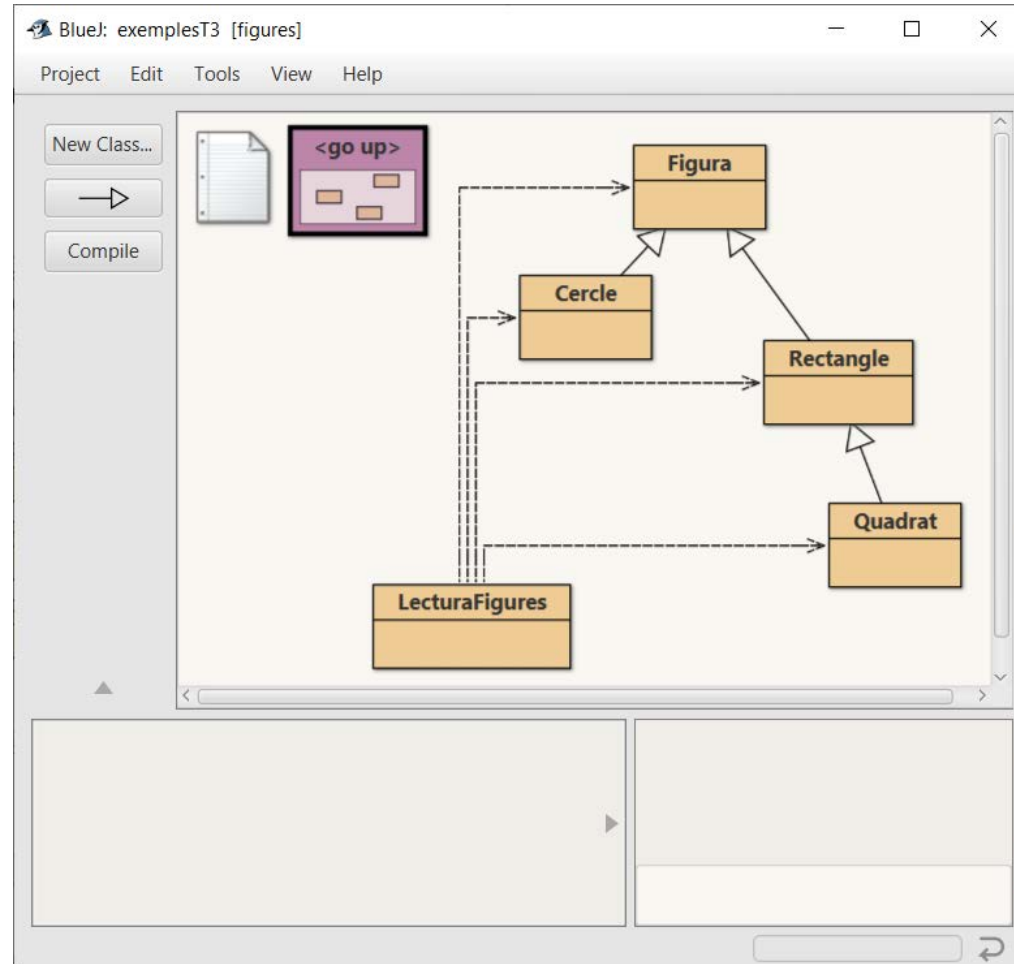 BlueJ: exemplesT3 [figures]
Project Edit Tools View Help
New Class...
Compile
<go up>
Figura
Cercle
Rectangle
Quadrat
LecturaFigures